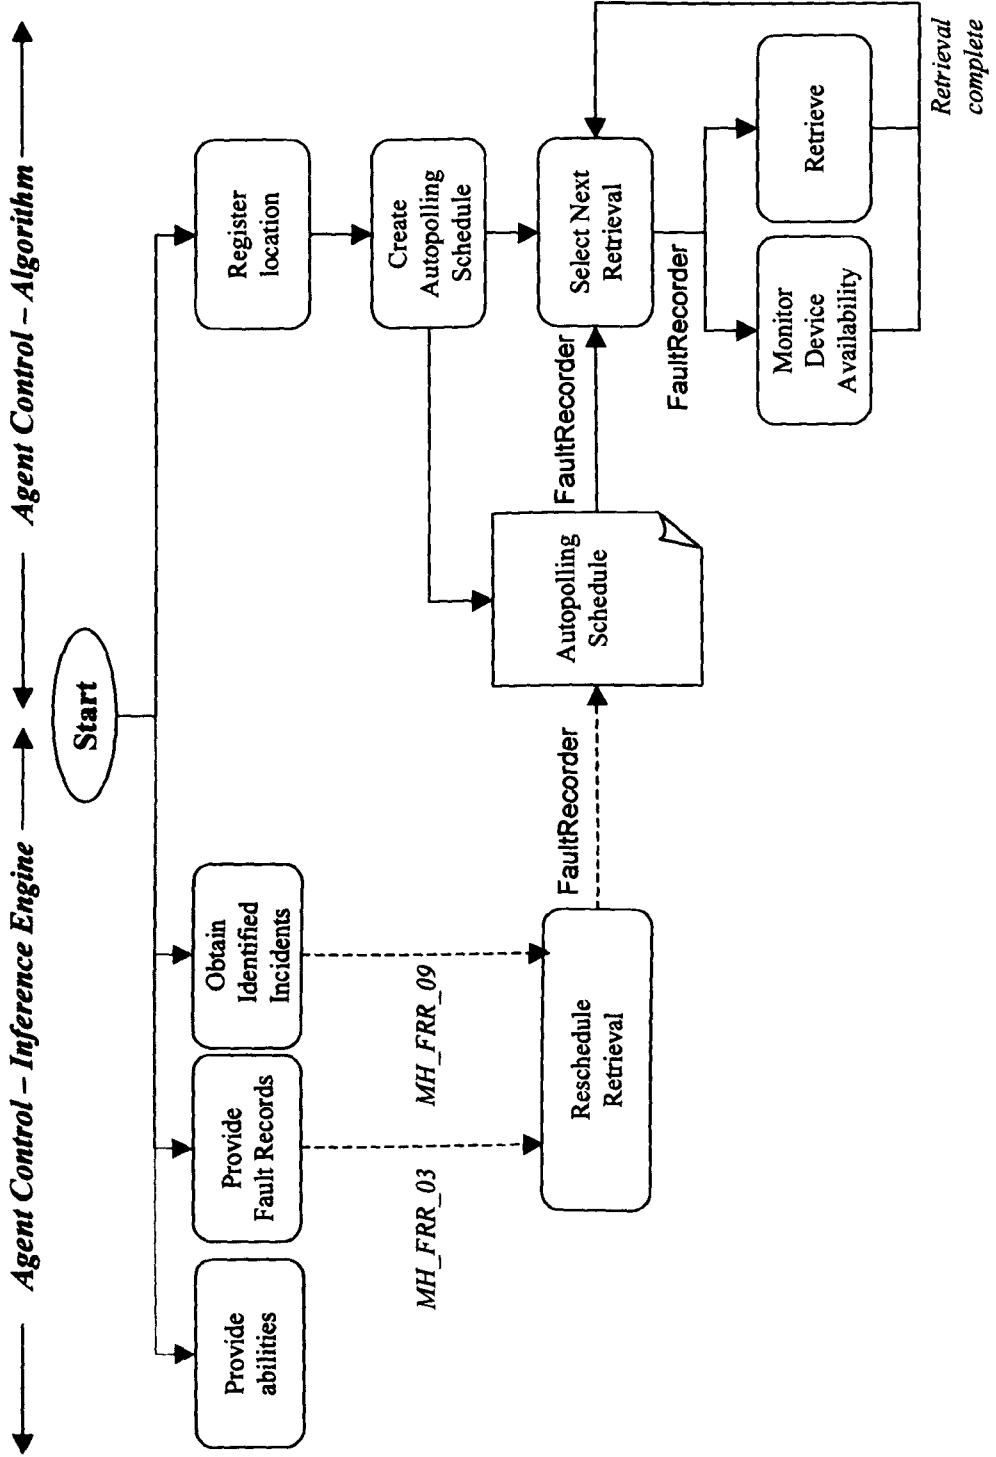 Agent Control – Inference Engine
Agent Control – Algorithm
Start
Provide
abilities
Provide
Fault Records
Obtain
Identified
Incidents
Register
location
MH_FRR_03
MH_FRR_09
Create
Autopolling
Schedule
Reschedule
Retrieval
FaultRecorder
Autopolling
Schedule
FaultRecorder
Select Next
Retrieval
FaultRecorder
Monitor
Device
Availability
Retrieve
Retrieval
complete